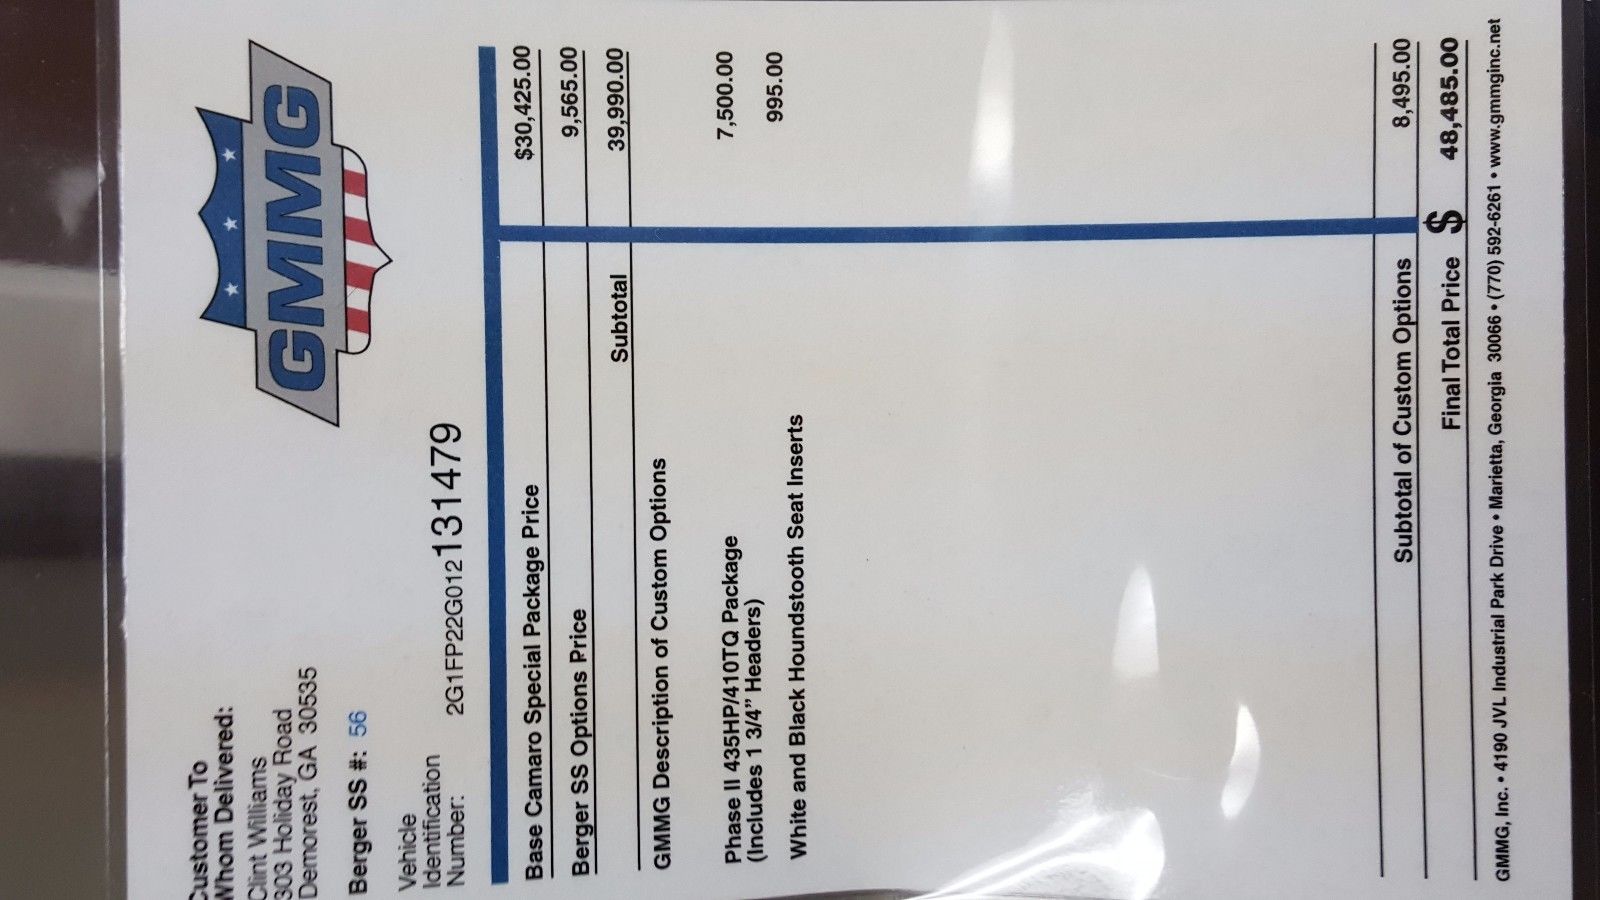 GMMG
Customer To
Whom Delivered:
Clint Williams
303 Holiday Road
Demorest, GA 30535
Berger SS #: 56
Vehicle
Identification
Number: 2G1FP22G012131479
Base Camaro Special Package Price $30,425.00
Berger SS Options Price 9,565.00
Subtotal 39,990.00
GMMG Description of Custom Options
Phase II 435HP/410TQ Package 7,500.00
(Includes 1 3/4" Headers)
White and Black Houndstooth Seat Inserts 995.00
Subtotal of Custom Options 8,495.00
Final Total Price $ 48,485.00
GMMG, Inc. • 4190 JVL Industrial Park Drive • Marietta, Georgia 30066 • (770) 592-6261 • www.gmmginc.net